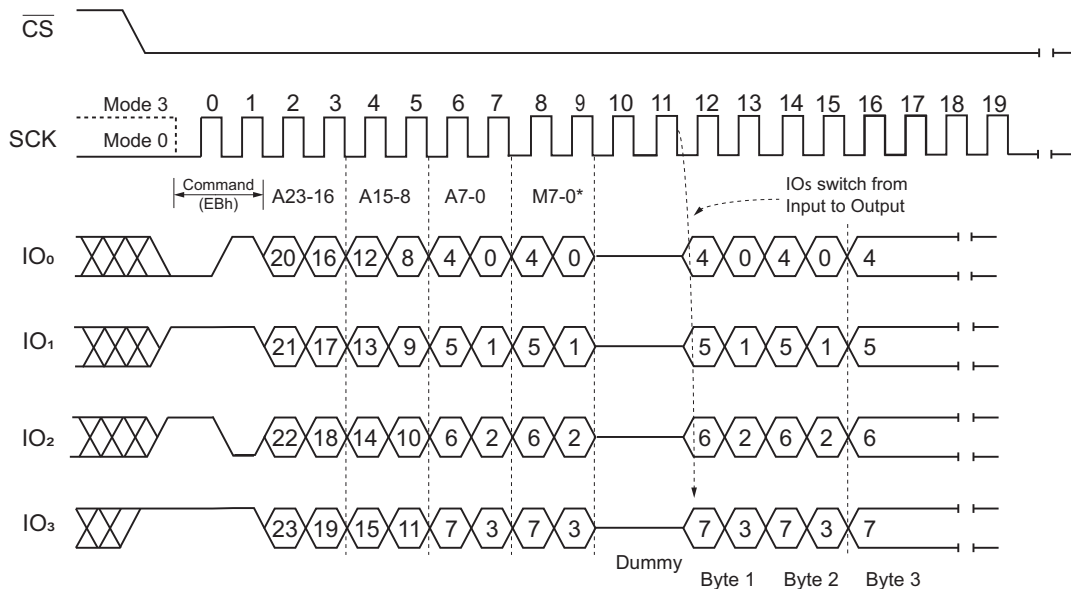 CS
Mode 3
0 1 2 3 4 5 6 7 8 9 10 11 12 13 14 15 16 17 18 19
SCK
Mode 0
Command
(EBh)
A23-16
A15-8
A7-0
M7-0*
IOs switch from
Input to Output
IO₀ 20 16 12 8 4 0 4 0 4 0 4 0 4
IO₁ 21 17 13 9 5 1 5 1 5 1 5 1 5
IO₂ 22 18 14 10 6 2 6 2 6 2 6 2 6
IO₃ 23 19 15 11 7 3 7 3 7 3 7 3 7
Dummy
Byte 1 Byte 2 Byte 3